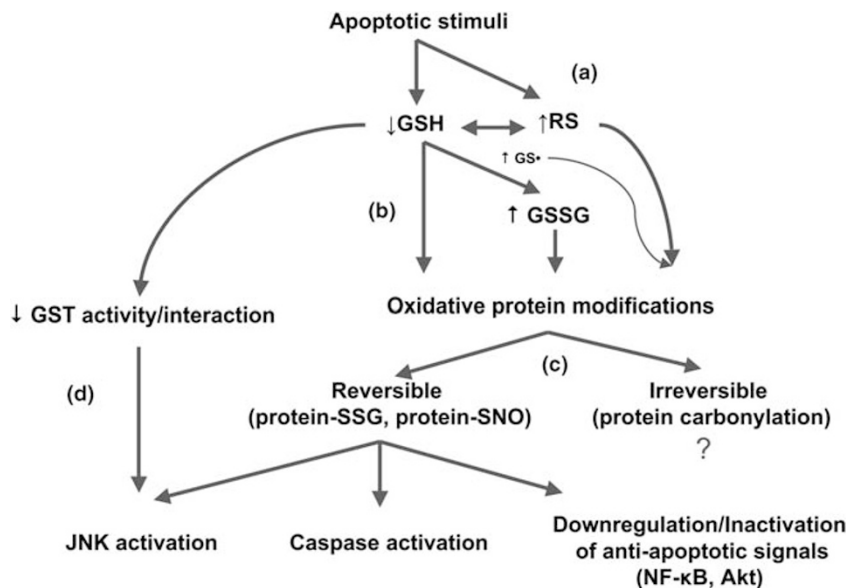 Apoptotic stimuli
(a)
↓GSH
↑RS
↑ GS•
(b)
↑ GSSG
↓ GST activity/interaction
Oxidative protein modifications
(c)
(d)
Reversible
(protein-SSG, protein-SNO)
Irreversible
(protein carbonylation)
?
JNK activation
Caspase activation
Downregulation/Inactivation
of anti-apoptotic signals
(NF-κB, Akt)